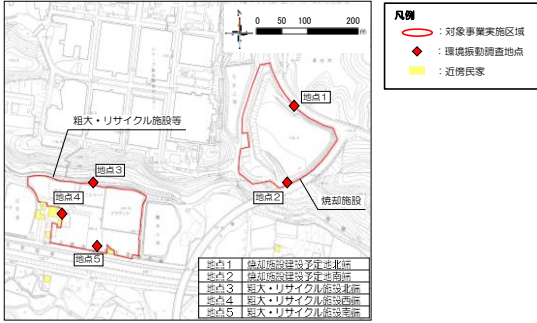 0 50 100 200
m
地点1
粗大・リサイクル施設等
地点3
地点4
地点2
焼却施設
地点5
地点1 焼却施設建設予定地北端
地点2 焼却施設建設予定地南端
地点3 粗大・リサイクル施設北端
地点4 粗大・リサイクル施設西端
地点5 粗大・リサイクル施設南端
凡例
：対象事業実施区域
：環境振動調査地点
：近傍民家